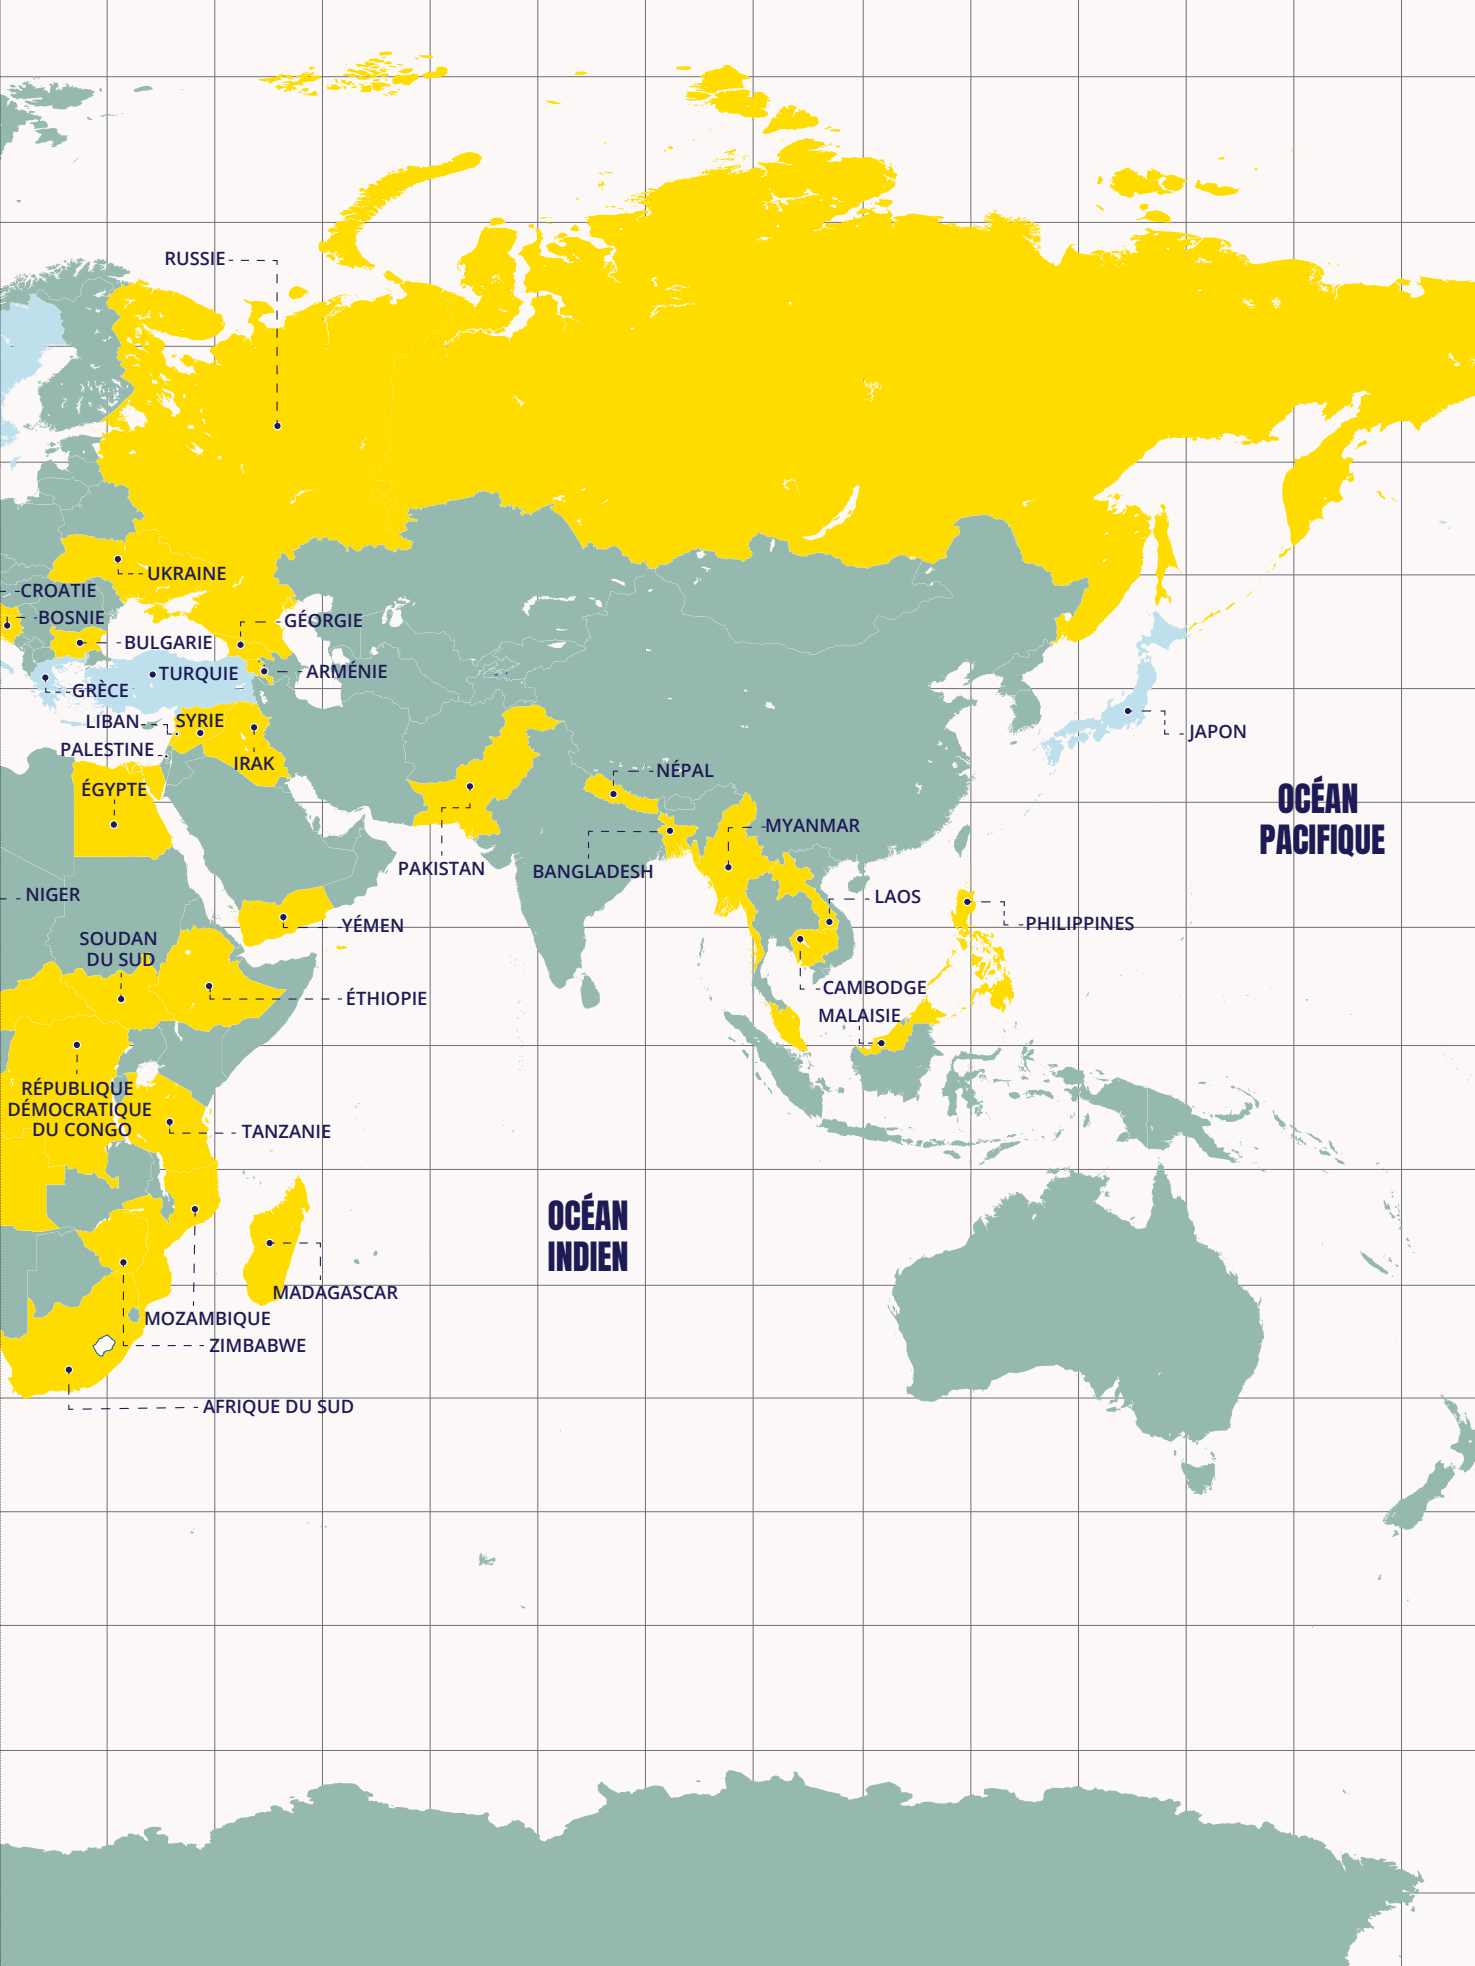 RUSSIE
UKRAINE
CROATIE
BOSNIE
GÉORGIE
BULGARIE
TURQUIE
ARMÉNIE
GRÈCE
LIBAN
SYRIE
JAPON
PALESTINE
IRAK
NÉPAL
ÉGYPTE
OCÉAN
PACIFIQUE
MYANMAR
PAKISTAN
BANGLADESH
NIGER
LAOS
YÉMEN
PHILIPPINES
SOUDAN
DU SUD
CAMBODGE
ÉTHIOPIE
MALAISIE
RÉPUBLIQUE
DÉMOCRATIQUE
DU CONGO
TANZANIE
OCÉAN
INDIEN
MADAGASCAR
MOZAMBIQUE
ZIMBABWE
AFRIQUE DU SUD